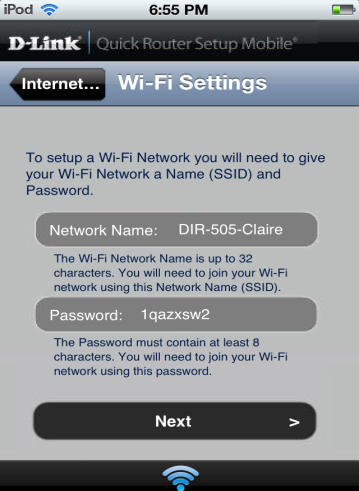 iPod 6:55 PM
D-Link Quick Router Setup Mobile®
Internet... Wi-Fi Settings
To setup a Wi-Fi Network you will need to give
your Wi-Fi Network a Name (SSID) and
Password.
Network Name: DIR-505-Claire
The Wi-Fi Network Name is up to 32
characters. You will need to join your Wi-Fi
network using this Network Name (SSID).
Password: 1qazxsw2
The Password must contain at least 8
characters. You will need to join your Wi-Fi
network using this password.
Next >